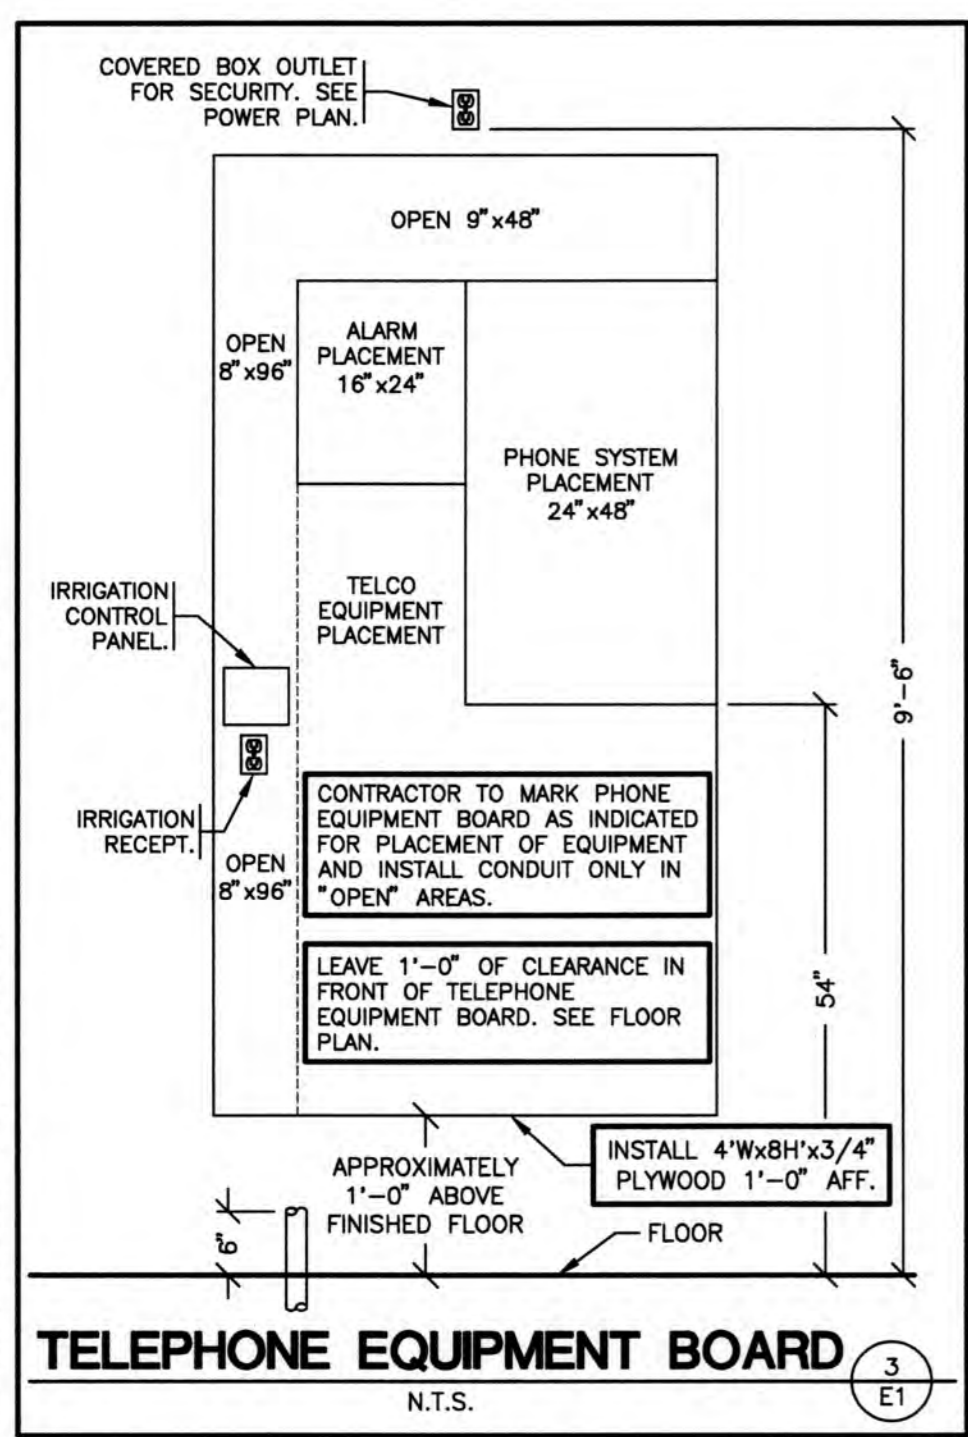 COVERED BOX OUTLET
FOR SECURITY. SEE
POWER PLAN.
OPEN 9"x48"
OPEN
8"x96"
ALARM
PLACEMENT
16"x24"
PHONE SYSTEM
PLACEMENT
24"x48"
TELCO
EQUIPMENT
PLACEMENT
IRRIGATION
CONTROL
PANEL.
IRRIGATION
RECEPT.
OPEN
8"x96"
CONTRACTOR TO MARK PHONE
EQUIPMENT BOARD AS INDICATED
FOR PLACEMENT OF EQUIPMENT
AND INSTALL CONDUIT ONLY IN
"OPEN" AREAS.
LEAVE 1'-0" OF CLEARANCE IN
FRONT OF TELEPHONE
EQUIPMENT BOARD. SEE FLOOR
PLAN.
9'-6"
54"
INSTALL 4'Wx8H'x3/4"
PLYWOOD 1'-0" AFF.
APPROXIMATELY
1'-0" ABOVE
FINISHED FLOOR
6"
FLOOR
TELEPHONE EQUIPMENT BOARD
N.T.S.
3
E1